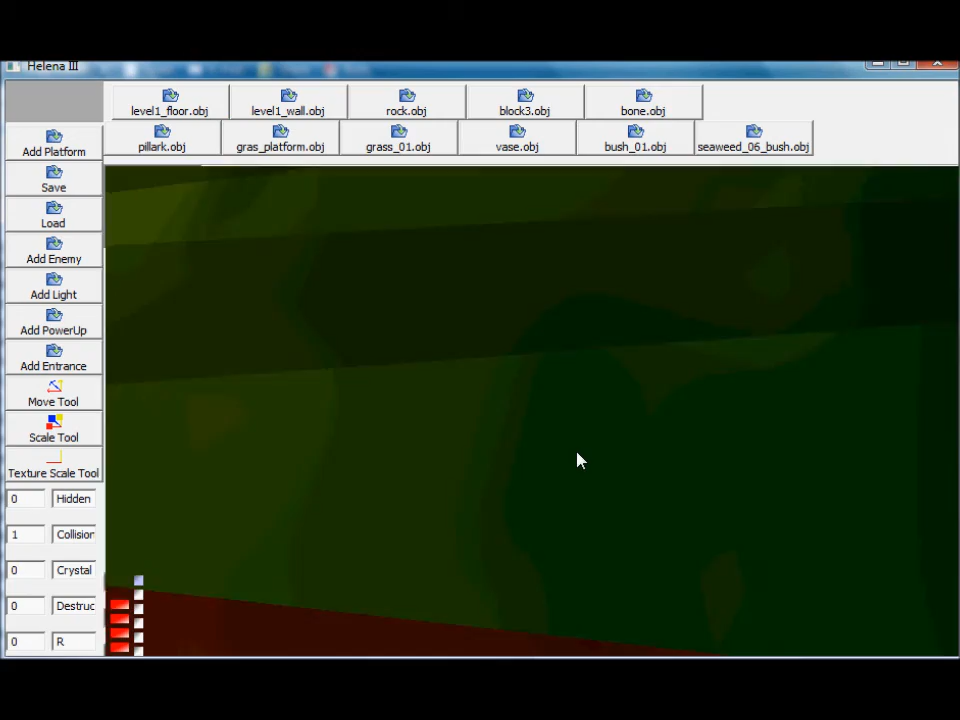 Helena III
level1_floor.obj
level1_wall.obj
rock.obj
block3.obj
bone.obj
pillark.obj
gras_platform.obj
grass_01.obj
vase.obj
bush_01.obj
seaweed_06_bush.obj
Add Platform
Save
Load
Add Enemy
Add Light
Add PowerUp
Add Entrance
Move Tool
Scale Tool
Texture Scale Tool
0 Hidden
1 Collision
0 Crystal
0 Destruc
0 R